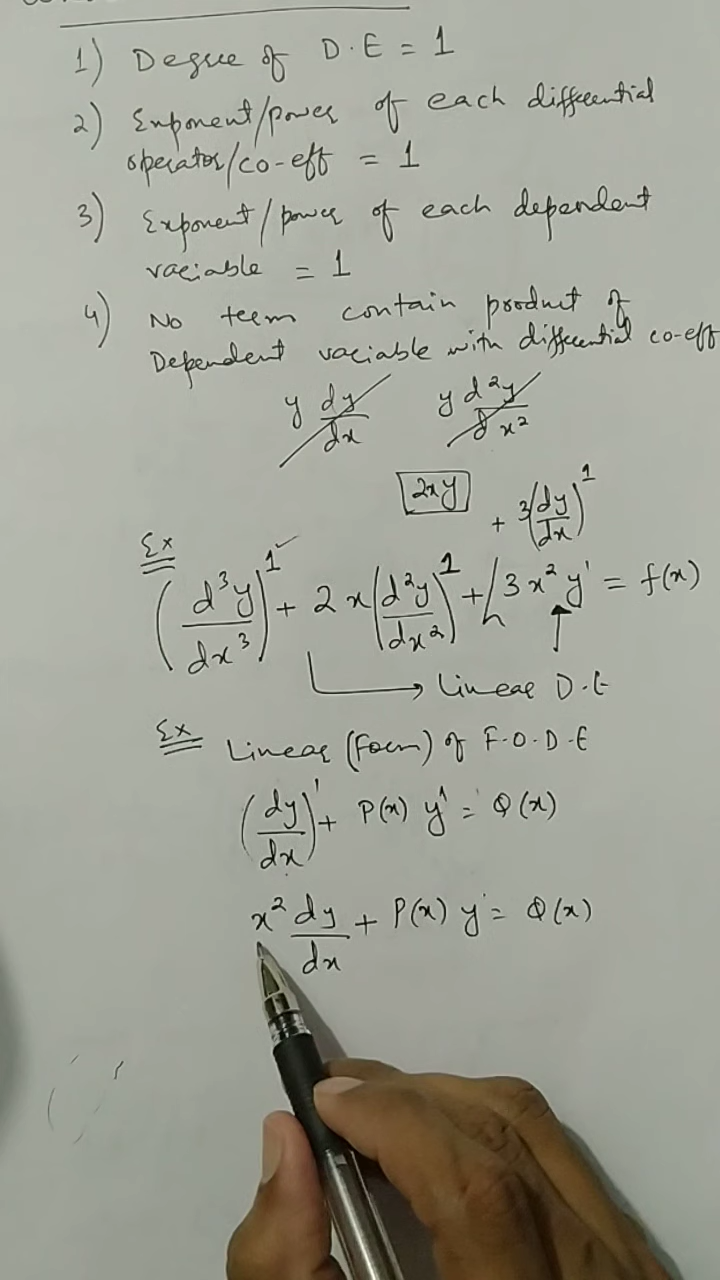 1) Degree of D.E = 1
2) Exponent/power of each differential
operator/co-eff = 1
3) Exponent/power of each dependent
variable = 1
4) No term contain product of
Dependent variable with differential co-eff
y dy/dx y d²y/dx²
2xy + 3(dy/dx)¹
Ex
(d³y/dx³)¹ + 2x(d²y/dx²)¹ + 3x²y¹ = f(x)
Linear D.E
Ex Linear (Form) of F.O.D.E
(dy/dx)¹ + P(x) y¹ = Q(x)
x² dy/dx + P(x) y = Q(x)